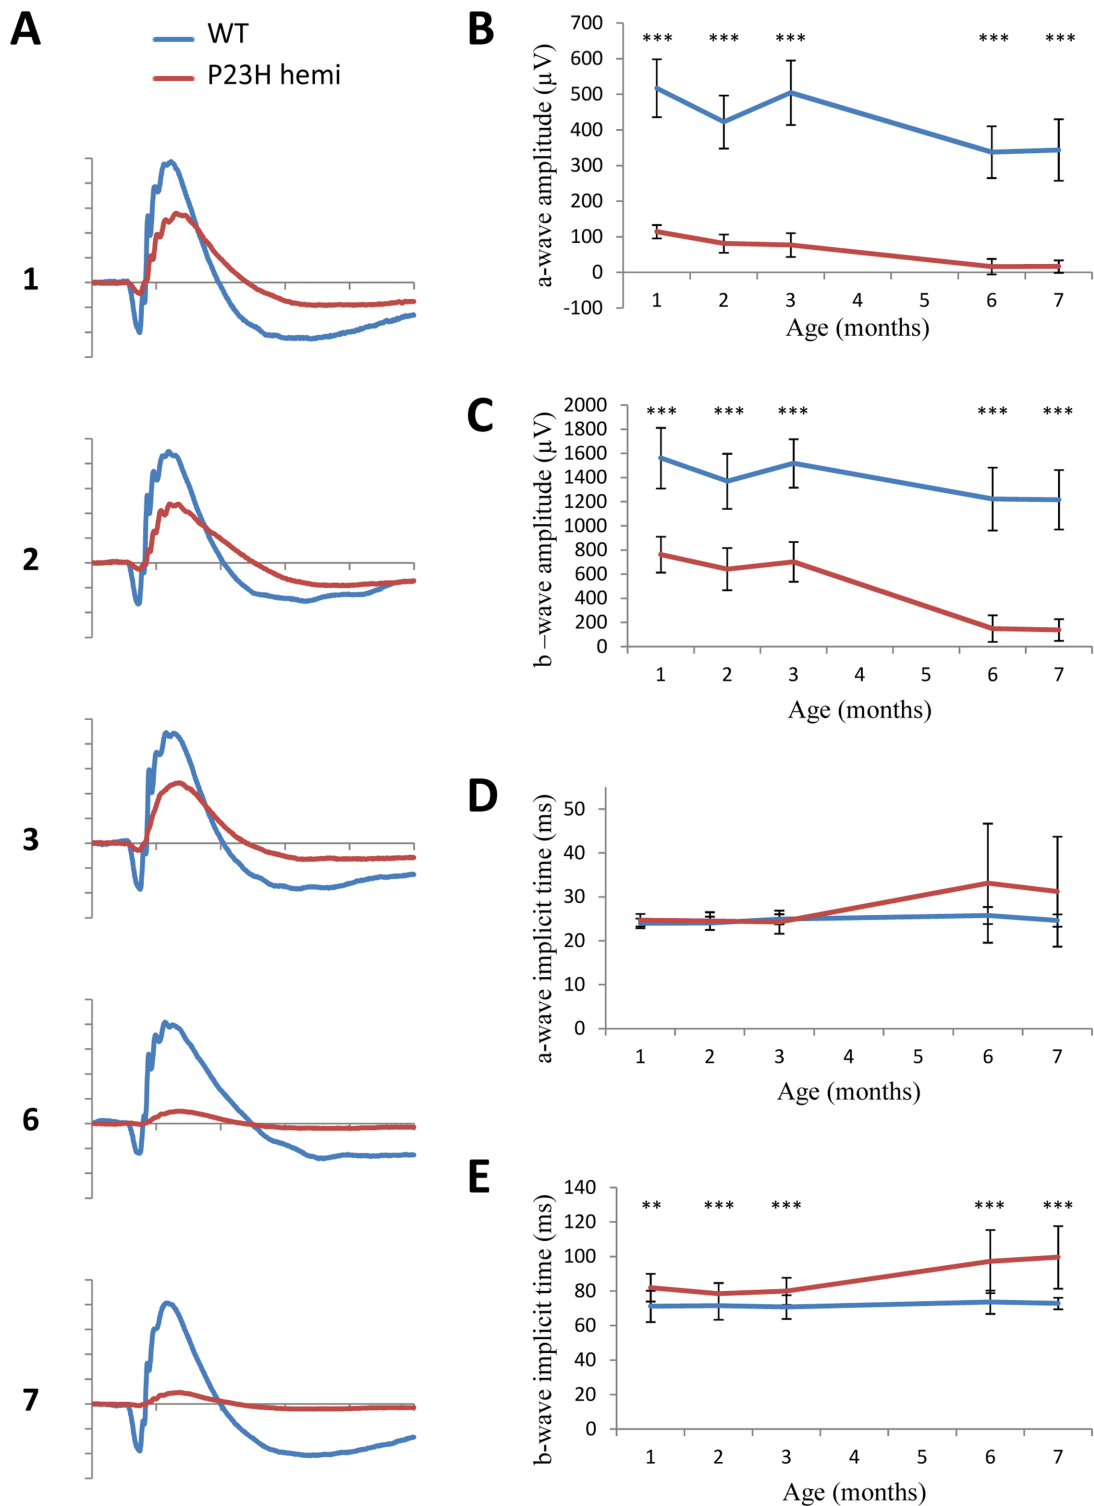 A
WT
P23H hemi
1
2
3
6
7
B
a-wave amplitude (µV)
700
600
500
400
300
200
100
0
-100
*** *** *** *** ***
1 2 3 4 5 6 7
Age (months)
C
b–wave amplitude (µV)
2000
1800
1600
1400
1200
1000
800
600
400
200
0
*** *** *** *** ***
1 2 3 4 5 6 7
Age (months)
D
a-wave implicit time (ms)
50
40
30
20
10
0
1 2 3 4 5 6 7
Age (months)
E
b-wave implicit time (ms)
140
120
100
80
60
40
20
0
** *** *** *** ***
1 2 3 4 5 6 7
Age (months)